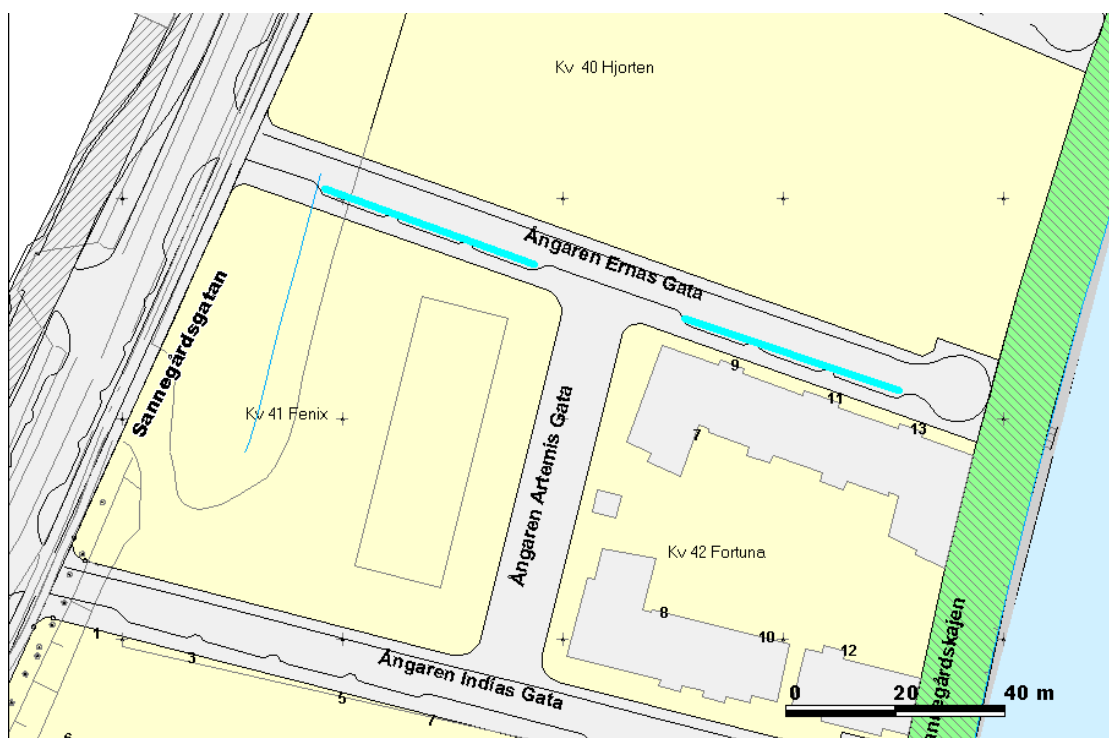 Kv 40 Hjorten
Ångaren Ernas Gata
Sannegårdsgatan
9
11
13
Kv 41 Fenix
7
Ångaren Artemis Gata
Kv 42 Fortuna
8
10
12
1
3
5
7
Ångaren Indias Gata
nnegårdskajen
0 20 40 m